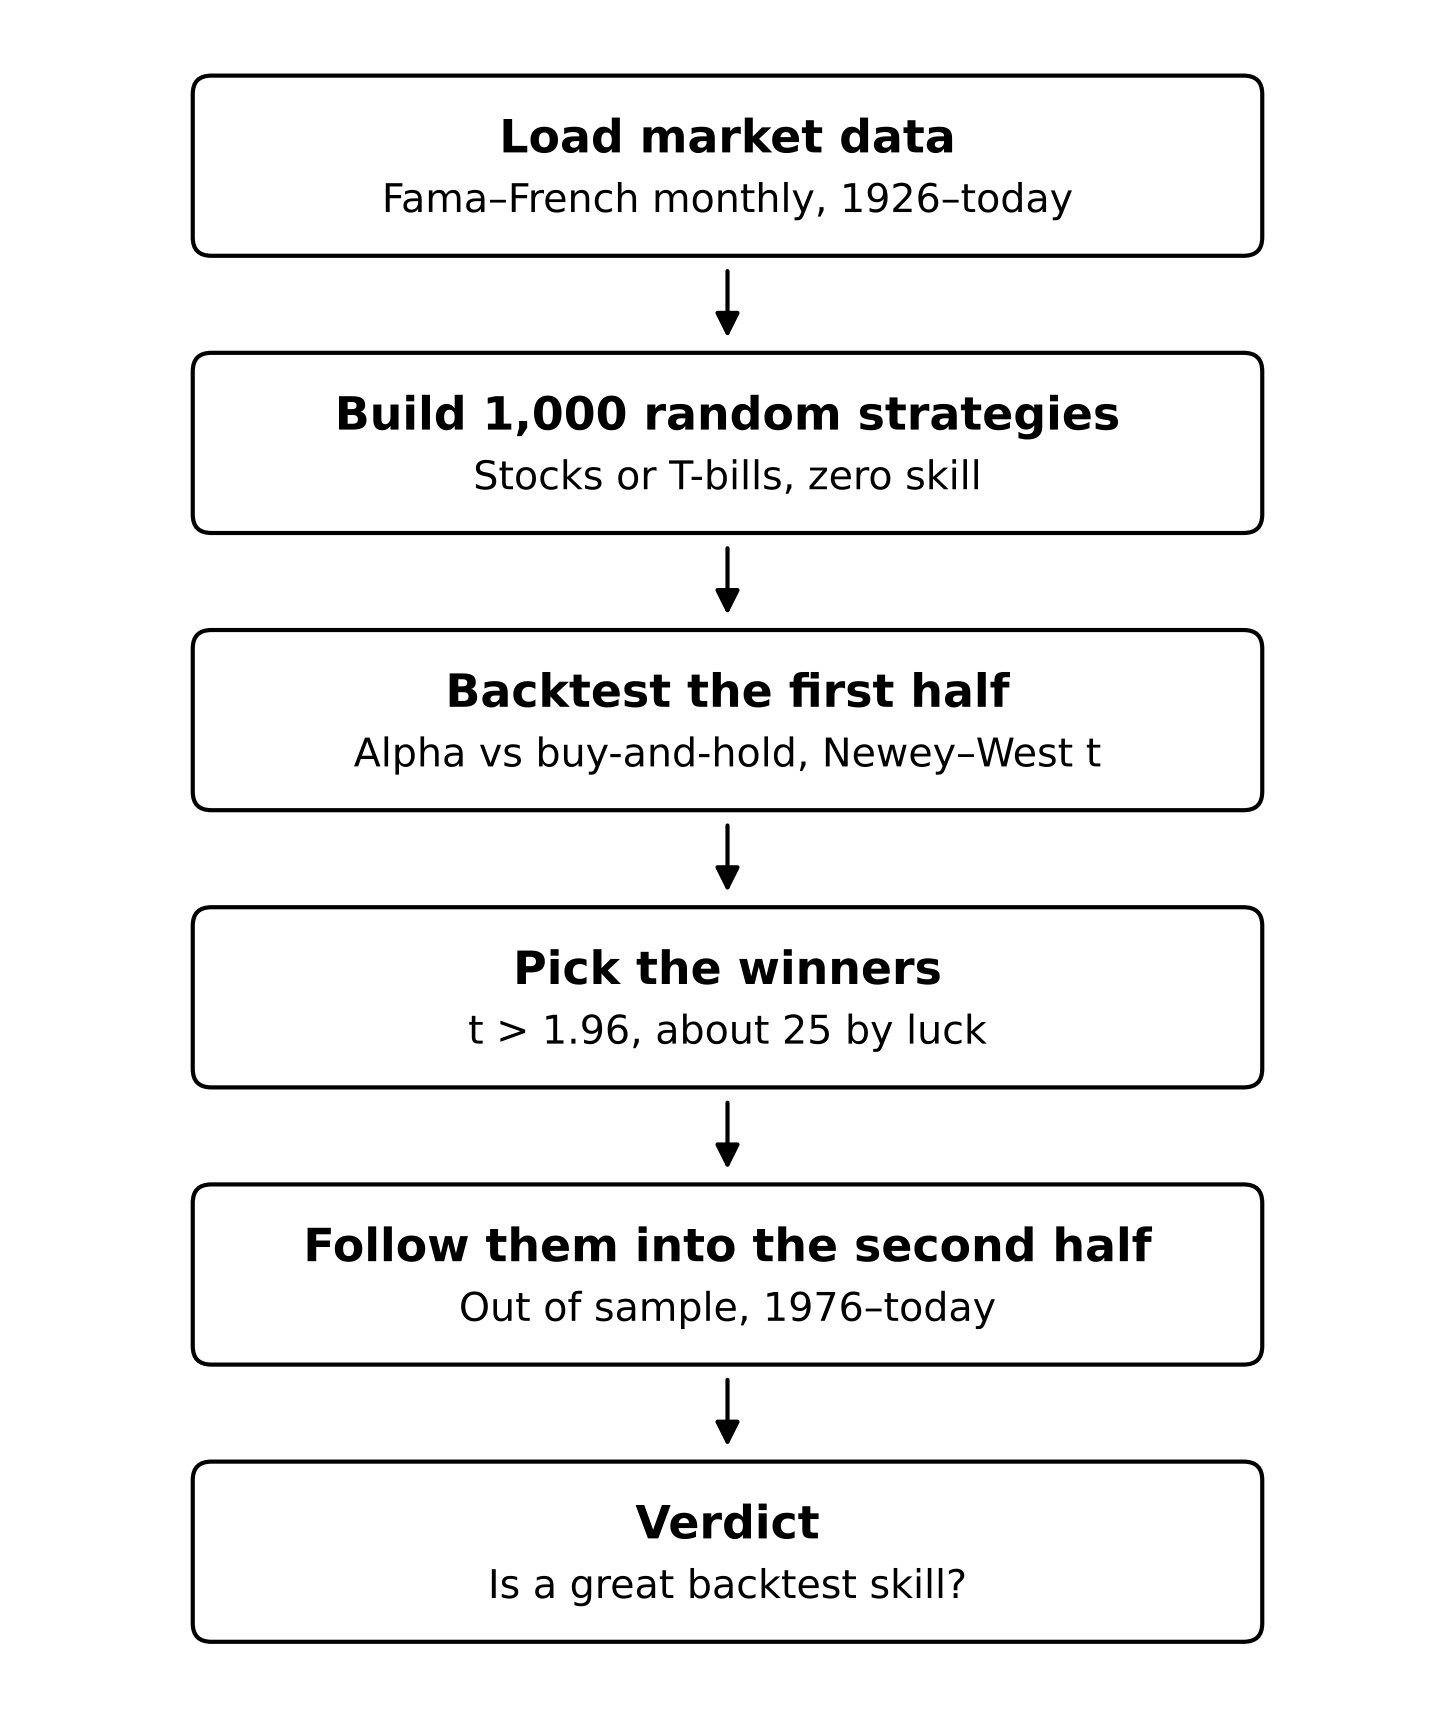 Load market data
Fama–French monthly, 1926–today
Build 1,000 random strategies
Stocks or T-bills, zero skill
Backtest the first half
Alpha vs buy-and-hold, Newey–West t
Pick the winners
t > 1.96, about 25 by luck
Follow them into the second half
Out of sample, 1976–today
Verdict
Is a great backtest skill?